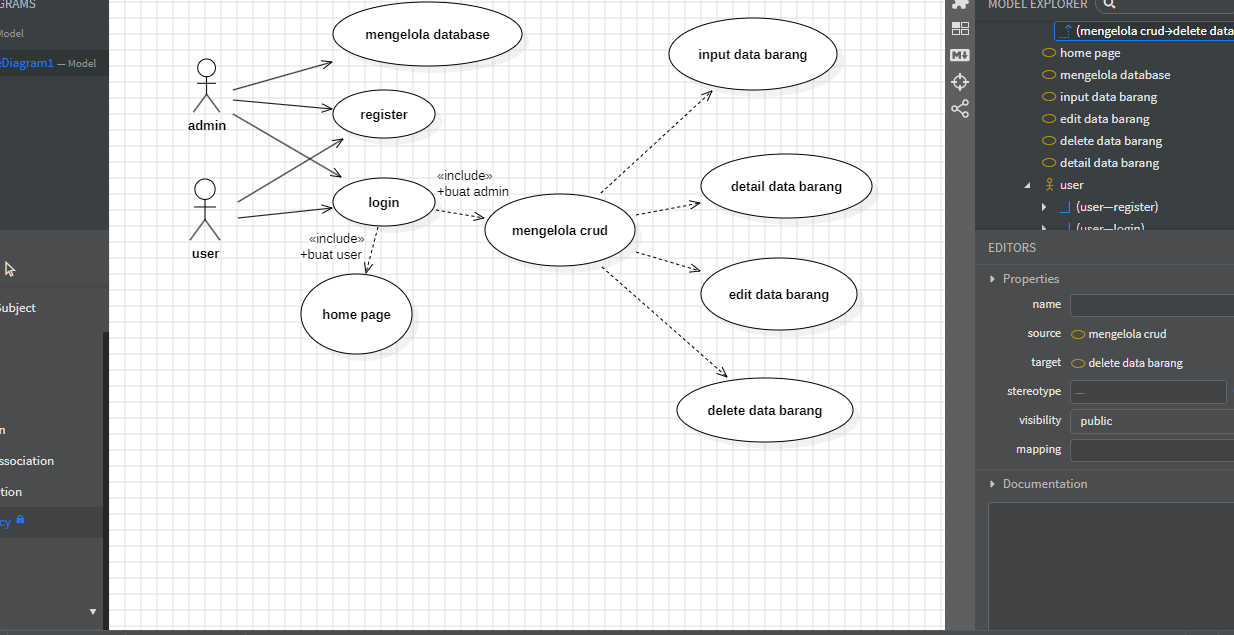 GRAMS
Model
eDiagram1 — Model
Subject
n
ssociation
tion
cy
mengelola database
input data barang
admin
register
«include»
+buat admin
detail data barang
login
mengelola crud
user
«include»
+buat user
home page
edit data barang
delete data barang
MODEL EXPLORER
(mengelola crud→delete data
home page
mengelola database
input data barang
edit data barang
delete data barang
detail data barang
user
(user—register)
(user—login)
EDITORS
Properties
name
source mengelola crud
target delete data barang
stereotype —
visibility public
mapping
Documentation
M